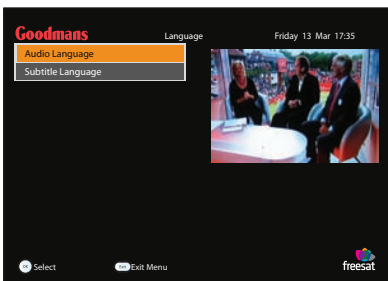 Goodmans
Language
Friday 13 Mar 17:35
Audio Language
Subtitle Language
OK Select
Exit Exit Menu
freesat